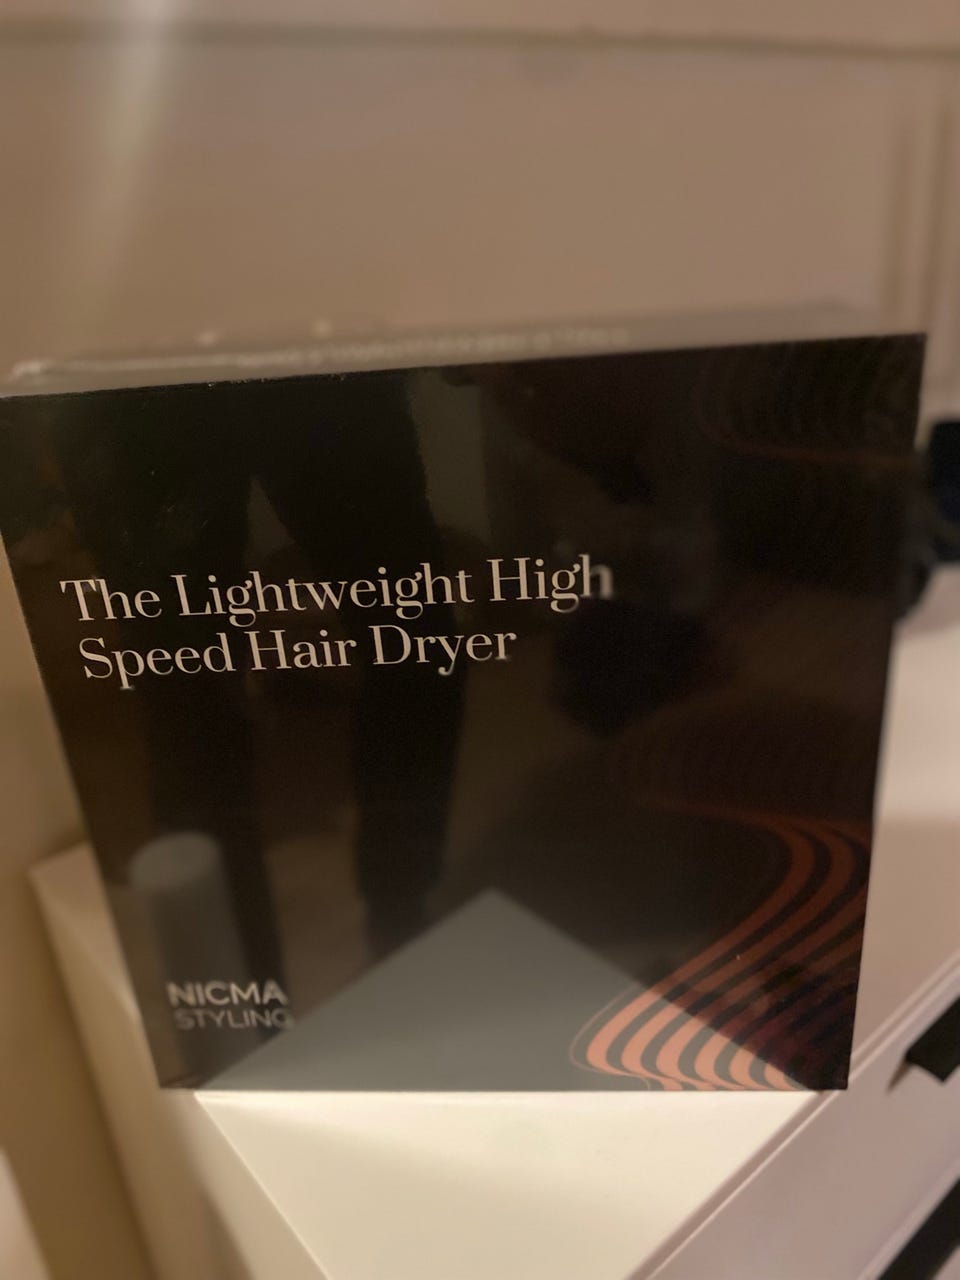 The Lightweight High
Speed Hair Dryer
NICMA
STYLING